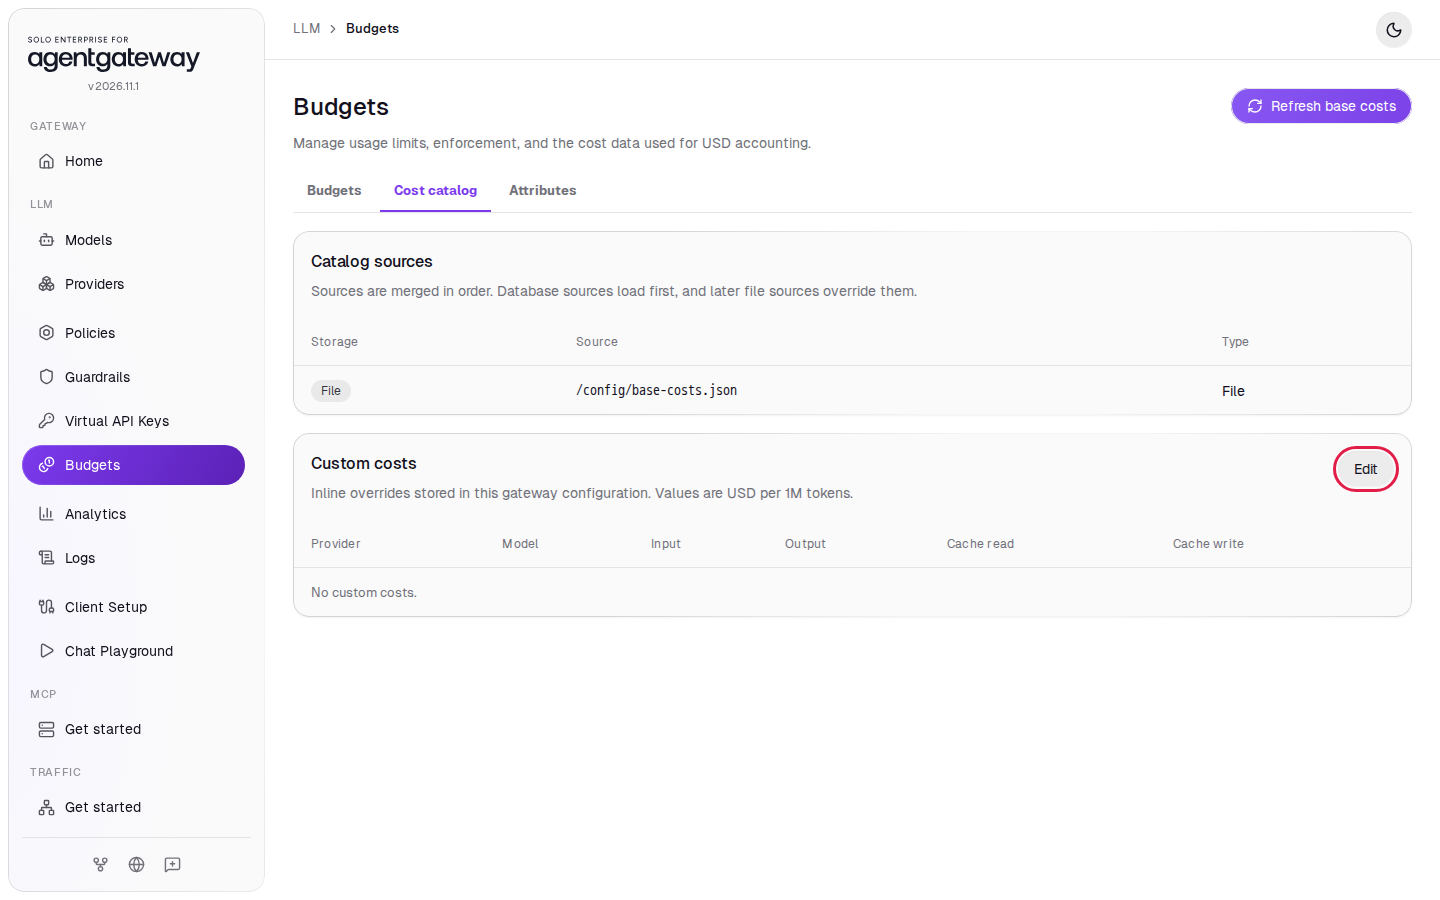 SOLO ENTERPRISE FOR
agentgateway
v2026.11.1
GATEWAY
Home
LLM
Models
Providers
Policies
Guardrails
Virtual API Keys
Budgets
Analytics
Logs
Client Setup
Chat Playground
MCP
Get started
TRAFFIC
Get started
LLM > Budgets
Budgets
Refresh base costs
Manage usage limits, enforcement, and the cost data used for USD accounting.
Budgets Cost catalog Attributes
Catalog sources
Sources are merged in order. Database sources load first, and later file sources override them.
Storage Source Type
File /config/base-costs.json File
Custom costs
Edit
Inline overrides stored in this gateway configuration. Values are USD per 1M tokens.
Provider Model Input Output Cache read Cache write
No custom costs.